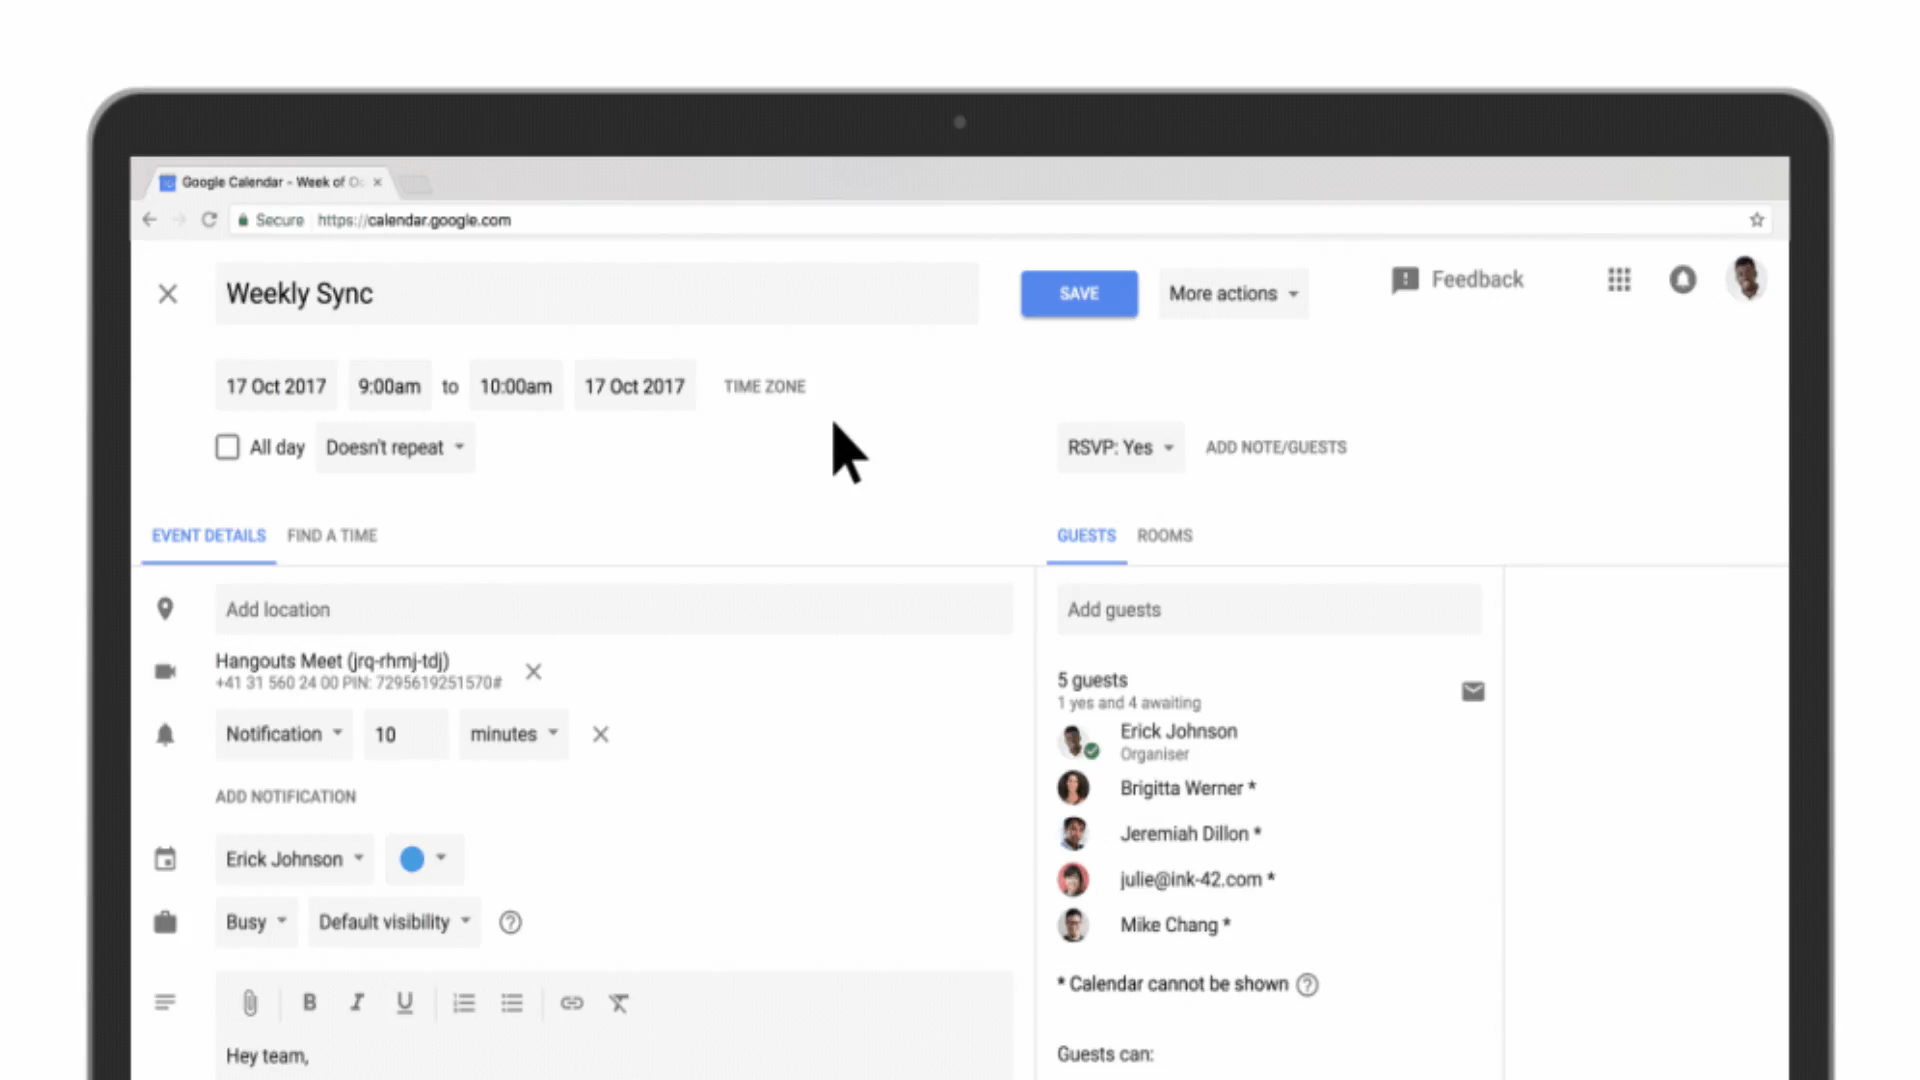 Google Calendar - Week of Oc
Secure https://calendar.google.com
Weekly Sync
SAVE
More actions
Feedback
17 Oct 2017 9:00am to 10:00am 17 Oct 2017 TIME ZONE
All day Doesn't repeat
RSVP: Yes ADD NOTE/GUESTS
EVENT DETAILS FIND A TIME
GUESTS ROOMS
Add location
Hangouts Meet (jrq-rhmj-tdj)
+41 31 560 24 00 PIN: 7295619251570#
Notification 10 minutes
ADD NOTIFICATION
Erick Johnson
Busy Default visibility
B I U
Hey team,
Add guests
5 guests
1 yes and 4 awaiting
Erick Johnson
Organiser
Brigitta Werner *
Jeremiah Dillon *
julie@ink-42.com *
Mike Chang *
* Calendar cannot be shown
Guests can: